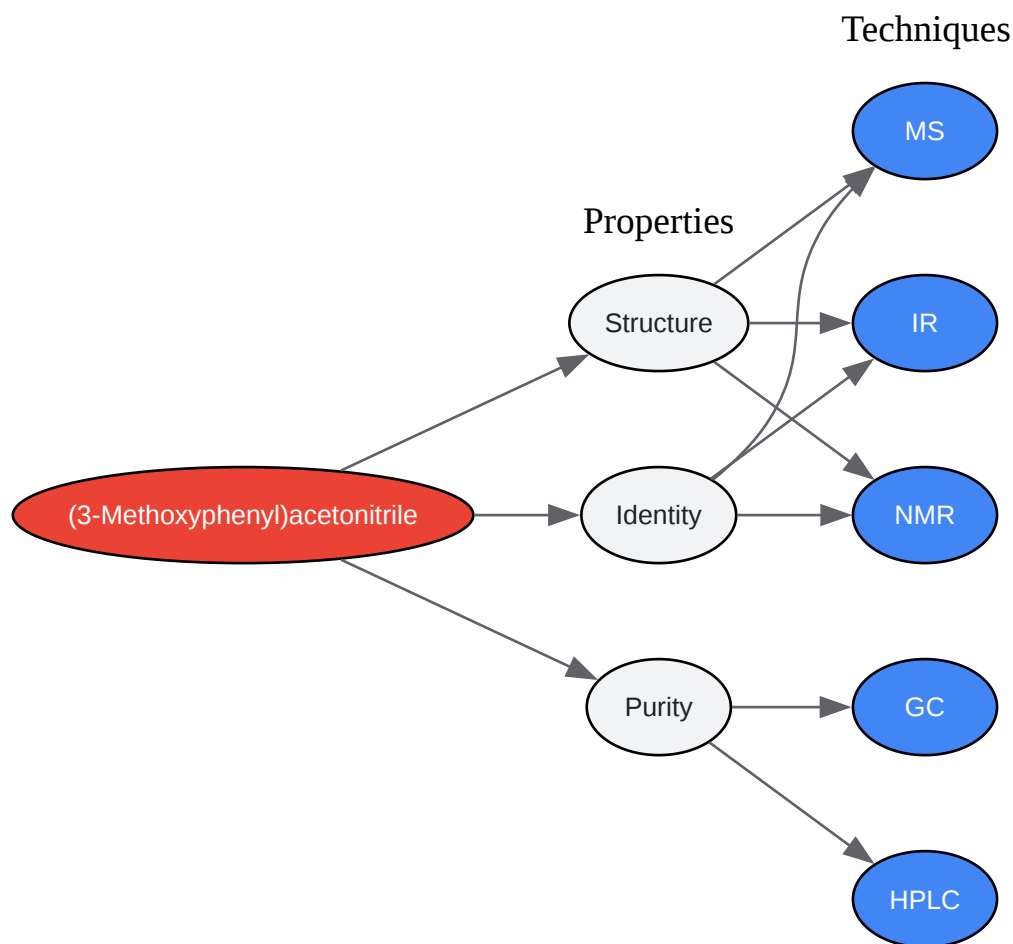 Techniques
MS
Properties
Structure
IR
(3-Methoxyphenyl)acetonitrile
Identity
NMR
Purity
GC
HPLC